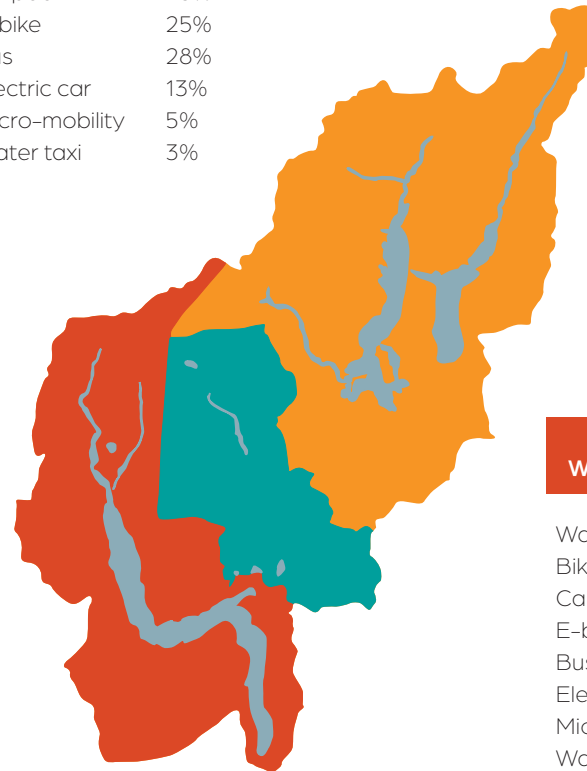 bike 25%
s 28%
ectric car 13%
cro-mobility 5%
ater taxi 3%
W
Wa
Bik
Ca
E-b
Bus
Ele
Mic
Wa